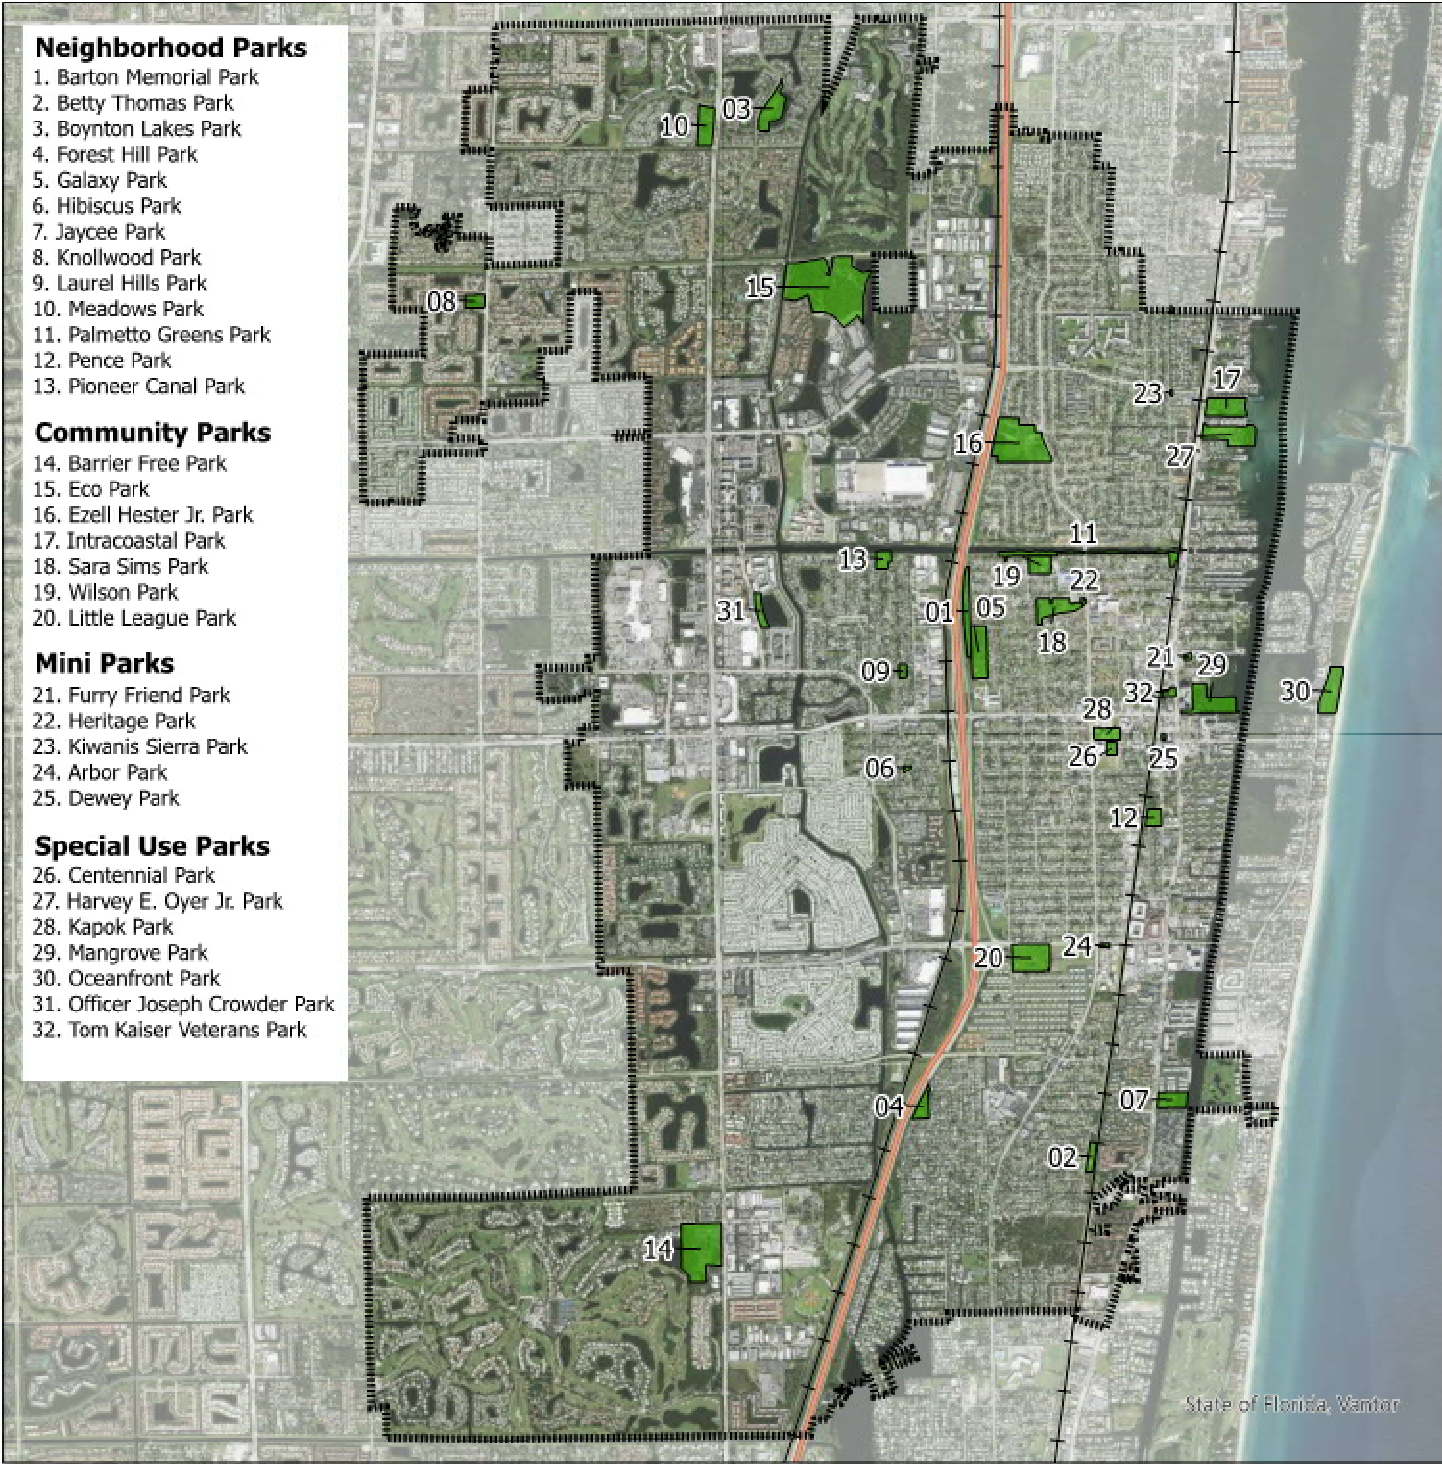 Neighborhood Parks
1. Barton Memorial Park
2. Betty Thomas Park
3. Boynton Lakes Park
4. Forest Hill Park
5. Galaxy Park
6. Hibiscus Park
7. Jaycee Park
8. Knollwood Park
9. Laurel Hills Park
10. Meadows Park
11. Palmetto Greens Park
12. Pence Park
13. Pioneer Canal Park
Community Parks
14. Barrier Free Park
15. Eco Park
16. Ezell Hester Jr. Park
17. Intracoastal Park
18. Sara Sims Park
19. Wilson Park
20. Little League Park
Mini Parks
21. Furry Friend Park
22. Heritage Park
23. Kiwanis Sierra Park
24. Arbor Park
25. Dewey Park
Special Use Parks
26. Centennial Park
27. Harvey E. Oyer Jr. Park
28. Kapok Park
29. Mangrove Park
30. Oceanfront Park
31. Officer Joseph Crowder Park
32. Tom Kaiser Veterans Park
03
10
15
08
23
17
16
27
11
13
19
22
31
01
05
18
21
29
09
32
30
28
26
25
06
12
24
20
07
04
02
14
State of Florida, Vantor